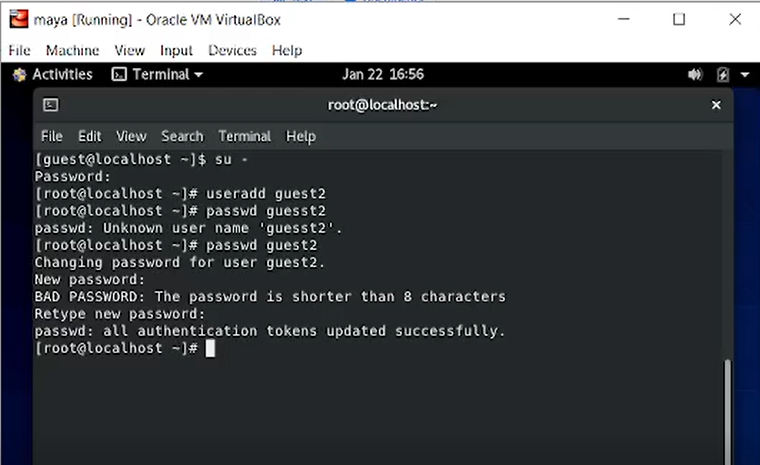 maya [Running] - Oracle VM VirtualBox
File Machine View Input Devices Help
Activities Terminal Jan 22 16:56
root@localhost:~
File Edit View Search Terminal Help
[guest@localhost ~]$ su -
Password:
[root@localhost ~]# useradd guest2
[root@localhost ~]# passwd guesst2
passwd: Unknown user name 'guesst2'.
[root@localhost ~]# passwd guest2
Changing password for user guest2.
New password:
BAD PASSWORD: The password is shorter than 8 characters
Retype new password:
passwd: all authentication tokens updated successfully.
[root@localhost ~]#